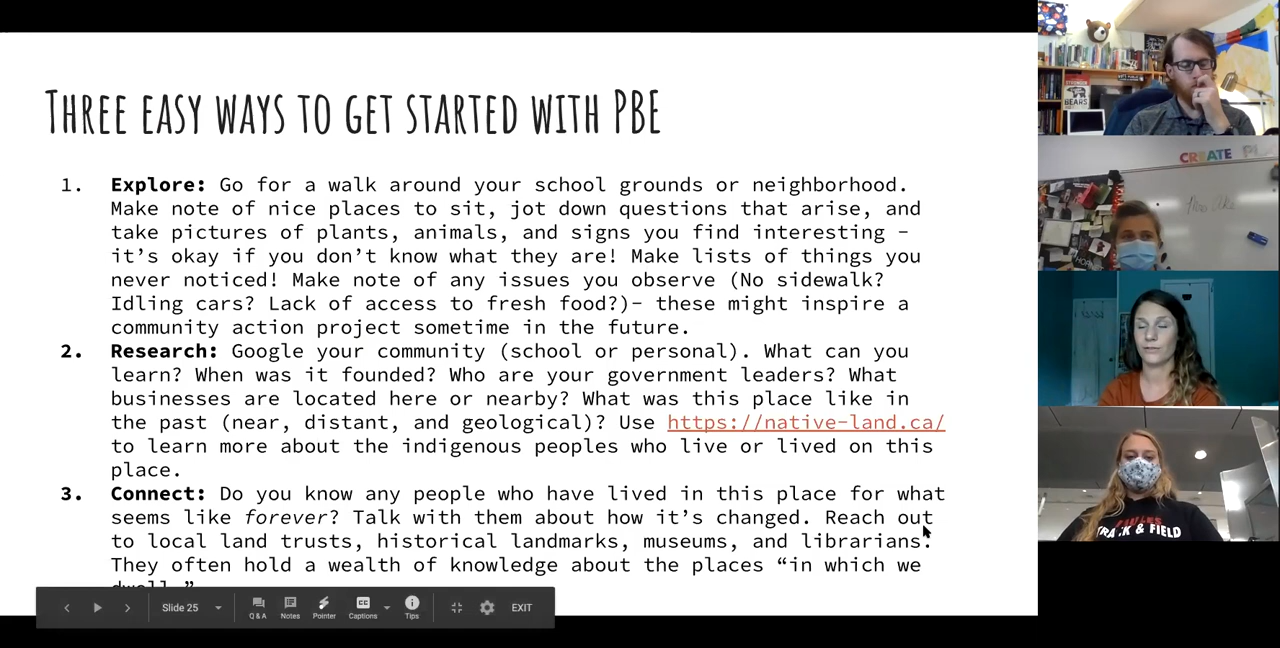 THREE EASY WAYS TO GET STARTED WITH PBE
1. Explore: Go for a walk around your school grounds or neighborhood.
Make note of nice places to sit, jot down questions that arise, and
take pictures of plants, animals, and signs you find interesting –
it’s okay if you don’t know what they are! Make lists of things you
never noticed! Make note of any issues you observe (No sidewalk?
Idling cars? Lack of access to fresh food?)– these might inspire a
community action project sometime in the future.
2. Research: Google your community (school or personal). What can you
learn? When was it founded? Who are your government leaders? What
businesses are located here or nearby? What was this place like in
the past (near, distant, and geological)? Use https://native-land.ca/
to learn more about the indigenous peoples who live or lived on this
place.
3. Connect: Do you know any people who have lived in this place for what
seems like forever? Talk with them about how it’s changed. Reach out
to local land trusts, historical landmarks, museums, and librarians.
They often hold a wealth of knowledge about the places “in which we
Slide 25
Q & A
Notes
Pointer
Captions
Tips
EXIT
BEARS
CREATE
TRACK & FIELD